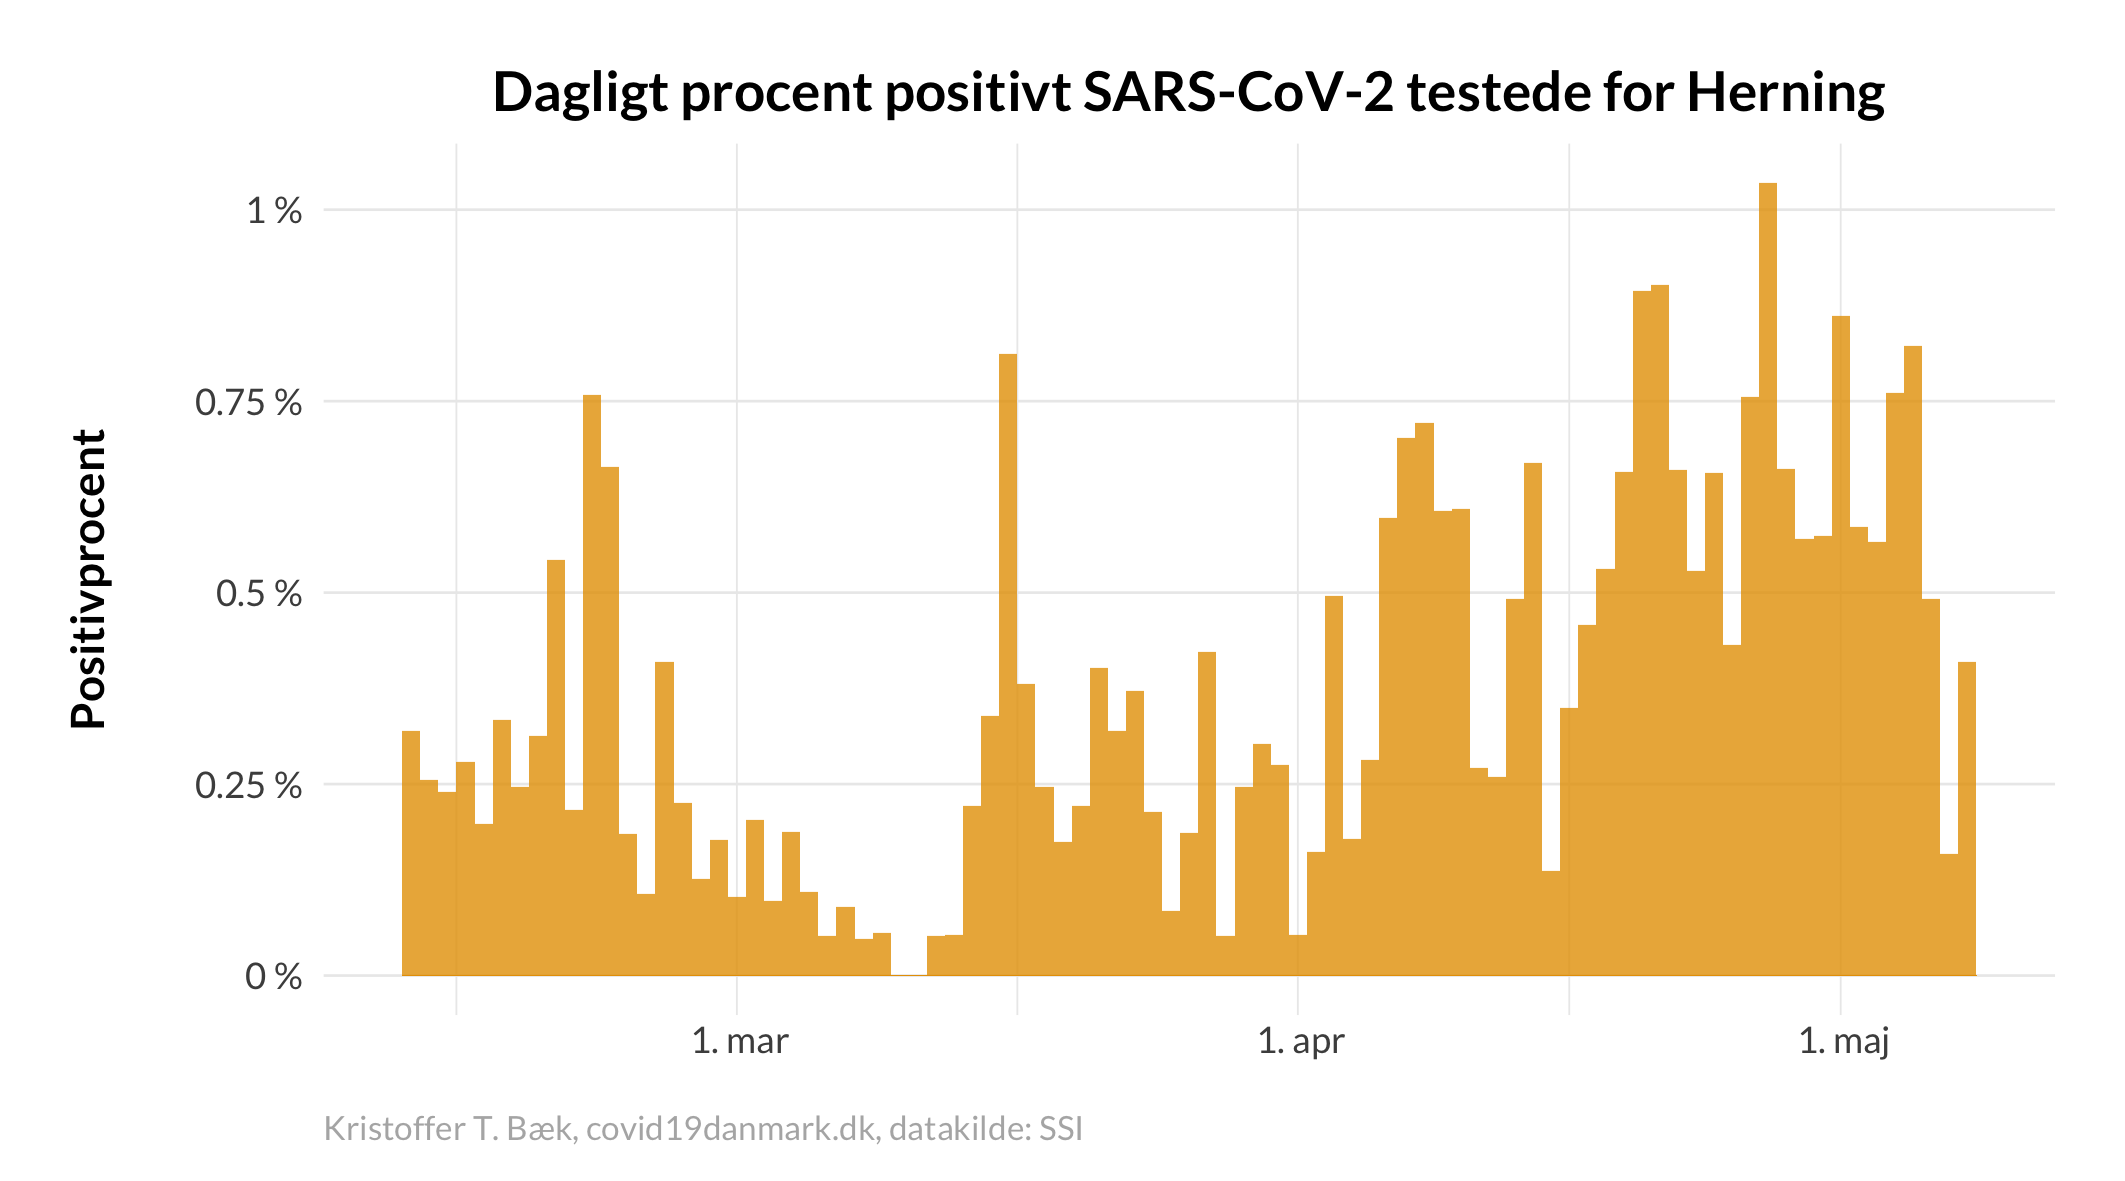 Dagligt procent positivt SARS-CoV-2 testede for Herning
Positivprocent
1 %
0.75 %
0.5 %
0.25 %
0 %
1. mar
1. apr
1. maj
Kristoffer T. Bæk, covid19danmark.dk, datakilde: SSI